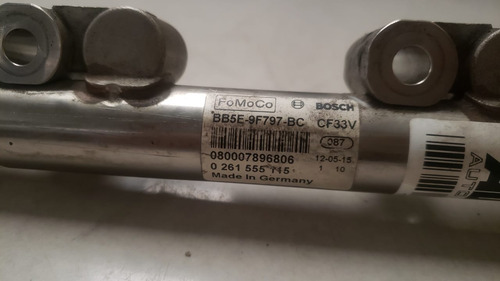 FoMoCo BOSCH
BB5E-9F797-BC CF33V
087
080007896806 12-05-15
0 261 555 115 1 10
Made in Germany